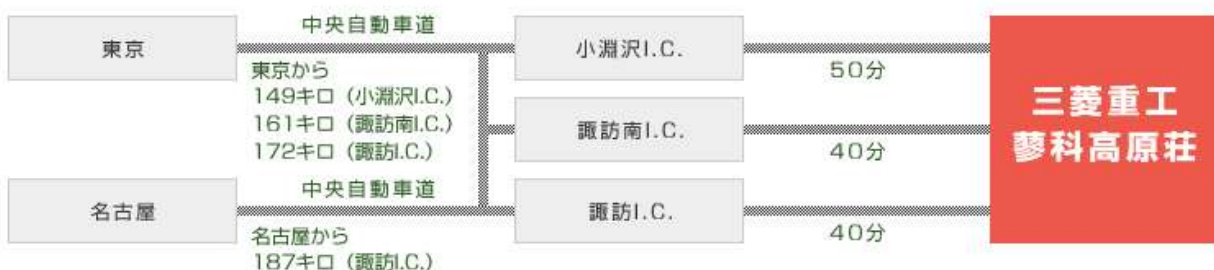 中央自動車道
東京
小淵沢I.C.
東京から
149キロ（小淵沢I.C.）
161キロ（諏訪南I.C.）
172キロ（諏訪I.C.）
50分
諏訪南I.C.
40分
三菱重工
蓼科高原荘
中央自動車道
名古屋
諏訪I.C.
名古屋から
187キロ（諏訪I.C.）
40分